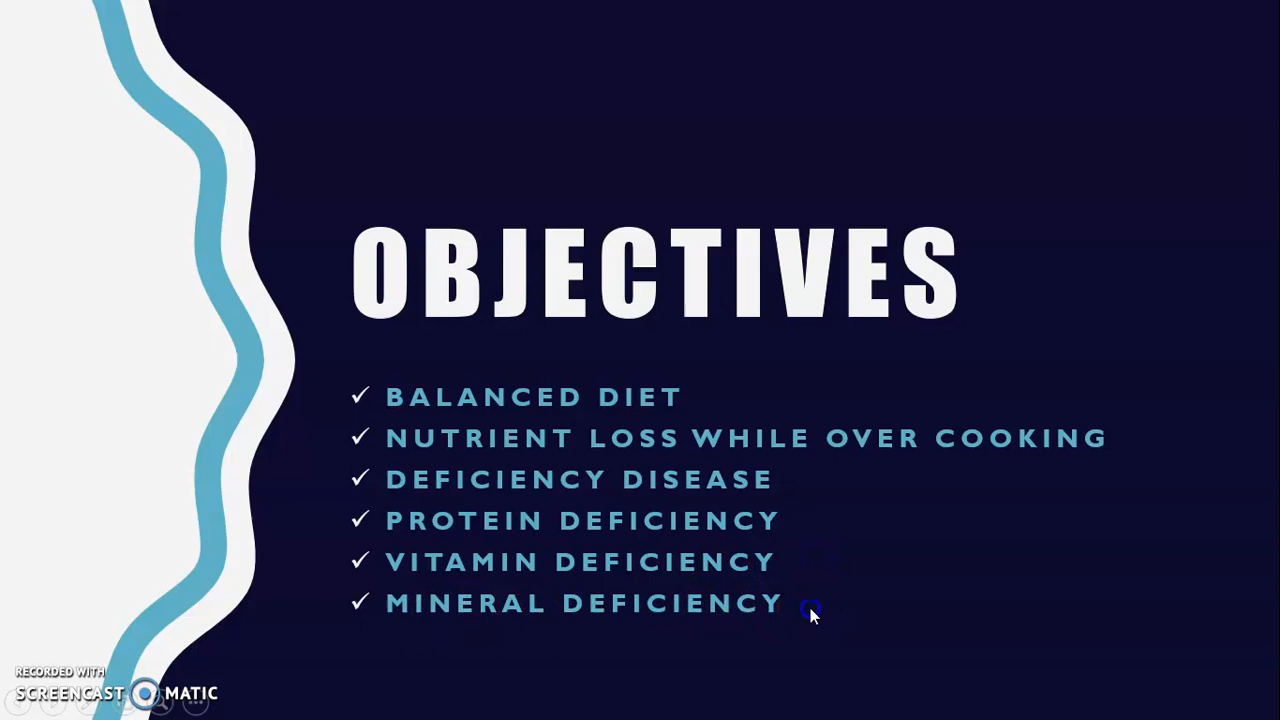 OBJECTIVES
✓ BALANCED DIET
✓ NUTRIENT LOSS WHILE OVER COOKING
✓ DEFICIENCY DISEASE
✓ PROTEIN DEFICIENCY
✓ VITAMIN DEFICIENCY
✓ MINERAL DEFICIENCY
RECORDED WITH
SCREENCAST MATIC